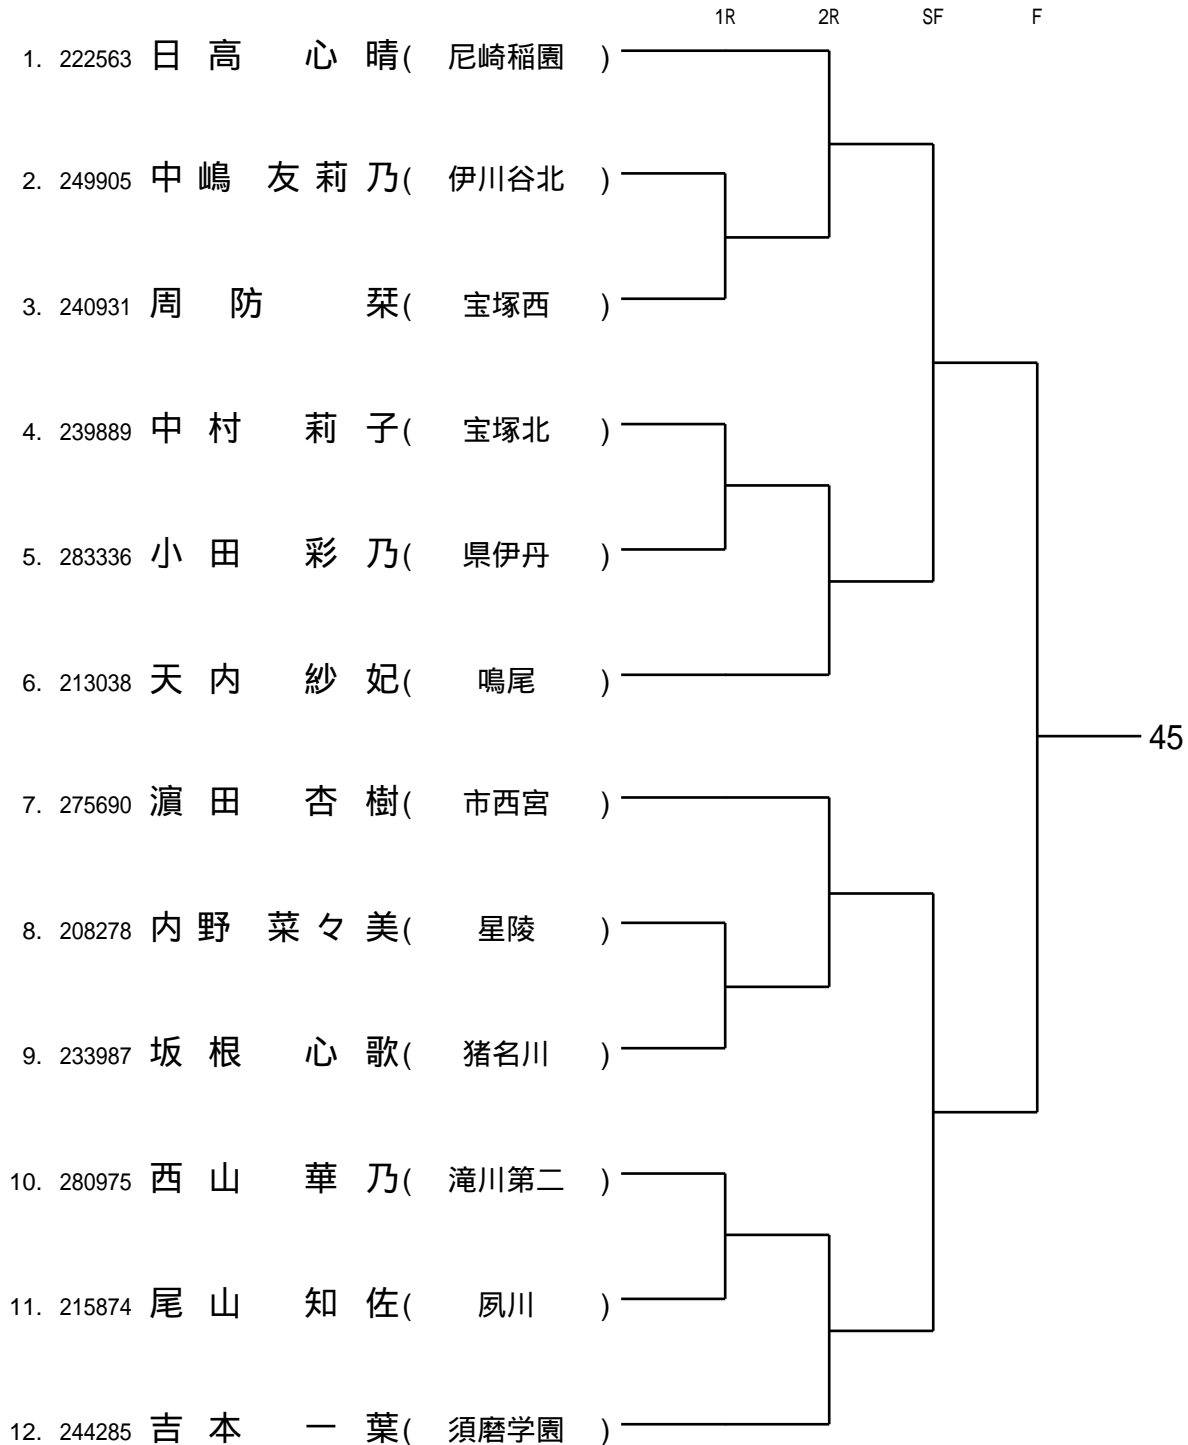 1R 2R SF F
1. 222563 日高 心晴( 尼崎稲園 )
2. 249905 中嶋 友莉乃( 伊川谷北 )
3. 240931 周防 栞( 宝塚西 )
4. 239889 中村 莉子( 宝塚北 )
5. 283336 小田 彩乃( 県伊丹 )
6. 213038 天内 紗妃( 鳴尾 )
45
7. 275690 濵田 杏樹( 市西宮 )
8. 208278 内野 菜々美( 星陵 )
9. 233987 坂根 心歌( 猪名川 )
10. 280975 西山 華乃( 滝川第二 )
11. 215874 尾山 知佐( 夙川 )
12. 244285 吉本 一葉( 須磨学園 )